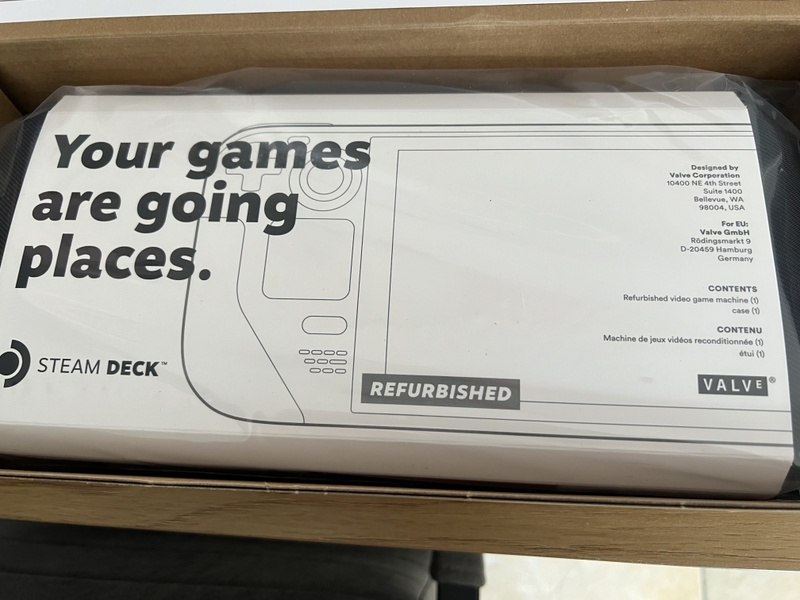 Your games
are going
places.
STEAM DECK™
REFURBISHED
Designed by
Valve Corporation
10400 NE 4th Street
Suite 1400
Bellevue, WA
98004, USA
For EU:
Valve GmbH
Rödingsmarkt 9
D-20459 Hamburg
Germany
CONTENTS
Refurbished video game machine (1)
case (1)
CONTENU
Machine de jeux vidéos reconditionnée (1)
étui (1)
VALVE®